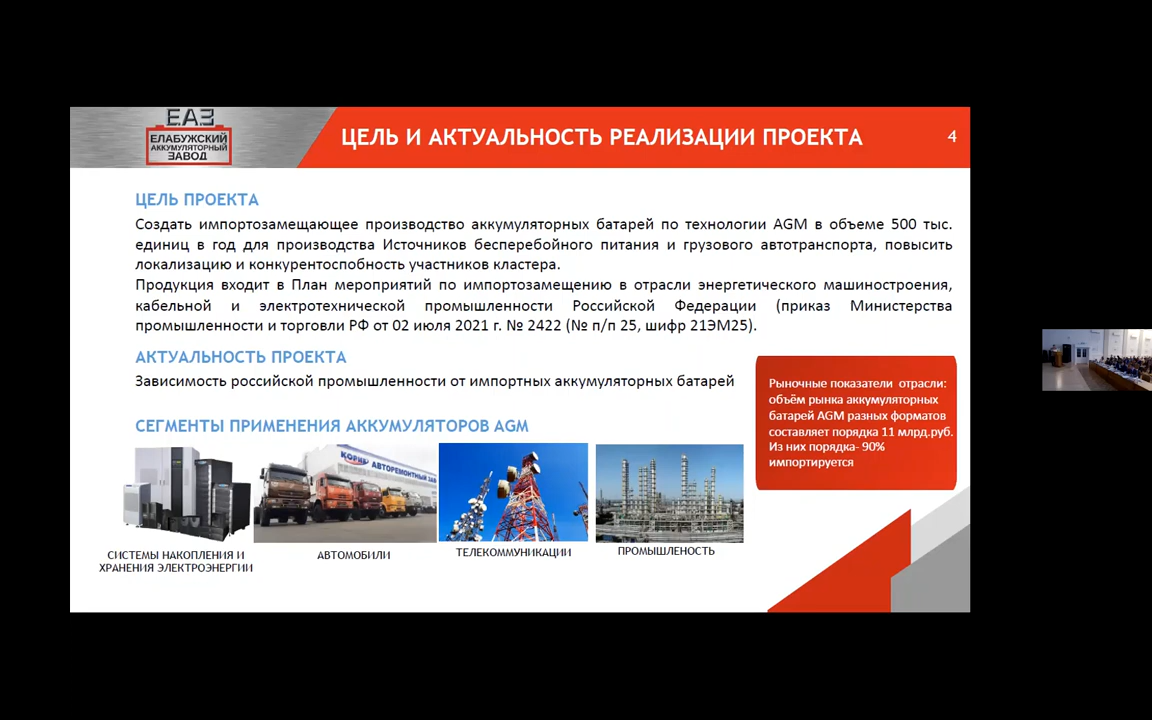 ЕАЗ
ЕЛАБУЖСКИЙ
АККУМУЛЯТОРНЫЙ
ЗАВОД
ЦЕЛЬ И АКТУАЛЬНОСТЬ РЕАЛИЗАЦИИ ПРОЕКТА
4
ЦЕЛЬ ПРОЕКТА
Создать импортозамещающее производство аккумуляторных батарей по технологии AGM в объеме 500 тыс.
единиц в год для производства Источников бесперебойного питания и грузового автотранспорта, повысить
локализацию и конкурентоспобность участников кластера.
Продукция входит в План мероприятий по импортозамещению в отрасли энергетического машиностроения,
кабельной и электротехнической промышленности Российской Федерации (приказ Министерства
промышленности и торговли РФ от 02 июля 2021 г. № 2422 (№ п/п 25, шифр 21ЭМ25).
АКТУАЛЬНОСТЬ ПРОЕКТА
Зависимость российской промышленности от импортных аккумуляторных батарей
Рыночные показатели отрасли:
объём рынка аккумуляторных
батарей AGM разных форматов
составляет порядка 11 млрд.руб.
Из них порядка- 90%
импортируется
СЕГМЕНТЫ ПРИМЕНЕНИЯ АККУМУЛЯТОРОВ AGM
КОРИБ АВТОРЕМОНТНЫЙ ЗАВ
СИСТЕМЫ НАКОПЛЕНИЯ И
ХРАНЕНИЯ ЭЛЕКТРОЭНЕРГИИ
АВТОМОБИЛИ
ТЕЛЕКОММУНИКАЦИИ
ПРОМЫШЛЕНОСТЬ